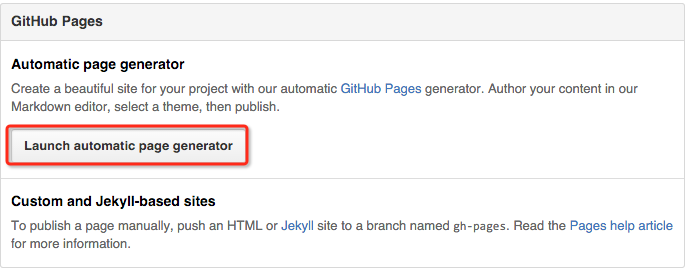 GitHub Pages
Automatic page generator
Create a beautiful site for your project with our automatic GitHub Pages generator. Author your content in our
Markdown editor, select a theme, then publish.
Launch automatic page generator
Custom and Jekyll-based sites
To publish a page manually, push an HTML or Jekyll site to a branch named gh-pages. Read the Pages help article
for more information.